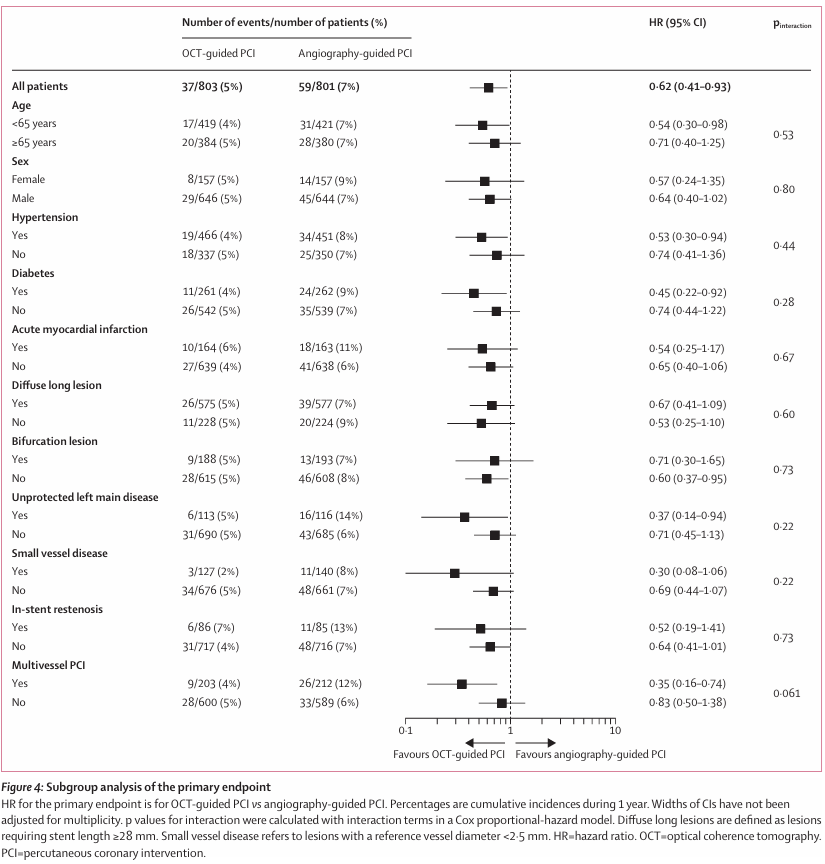 Number of events/number of patients (%) HR (95% CI) pinteraction
OCT-guided PCI Angiography-guided PCI
All patients 37/803 (5%) 59/801 (7%) 0·62 (0·41–0·93)
Age
<65 years 17/419 (4%) 31/421 (7%) 0·54 (0·30–0·98)
0·53
≥65 years 20/384 (5%) 28/380 (7%) 0·71 (0·40–1·25)
Sex
Female 8/157 (5%) 14/157 (9%) 0·57 (0·24–1·35)
0·80
Male 29/646 (5%) 45/644 (7%) 0·64 (0·40–1·02)
Hypertension
Yes 19/466 (4%) 34/451 (8%) 0·53 (0·30–0·94)
0·44
No 18/337 (5%) 25/350 (7%) 0·74 (0·41–1·36)
Diabetes
Yes 11/261 (4%) 24/262 (9%) 0·45 (0·22–0·92)
0·28
No 26/542 (5%) 35/539 (7%) 0·74 (0·44–1·22)
Acute myocardial infarction
Yes 10/164 (6%) 18/163 (11%) 0·54 (0·25–1·17)
0·67
No 27/639 (4%) 41/638 (6%) 0·65 (0·40–1·06)
Diffuse long lesion
Yes 26/575 (5%) 39/577 (7%) 0·67 (0·41–1·09)
0·60
No 11/228 (5%) 20/224 (9%) 0·53 (0·25–1·10)
Bifurcation lesion
Yes 9/188 (5%) 13/193 (7%) 0·71 (0·30–1·65)
0·73
No 28/615 (5%) 46/608 (8%) 0·60 (0·37–0·95)
Unprotected left main disease
Yes 6/113 (5%) 16/116 (14%) 0·37 (0·14–0·94)
0·22
No 31/690 (5%) 43/685 (6%) 0·71 (0·45–1·13)
Small vessel disease
Yes 3/127 (2%) 11/140 (8%) 0·30 (0·08–1·06)
0·22
No 34/676 (5%) 48/661 (7%) 0·69 (0·44–1·07)
In-stent restenosis
Yes 6/86 (7%) 11/85 (13%) 0·52 (0·19–1·41)
0·73
No 31/717 (4%) 48/716 (7%) 0·64 (0·41–1·01)
Multivessel PCI
Yes 9/203 (4%) 26/212 (12%) 0·35 (0·16–0·74)
0·061
No 28/600 (5%) 33/589 (6%) 0·83 (0·50–1·38)
0·1 1 10
Favours OCT-guided PCI Favours angiography-guided PCI
Figure 4: Subgroup analysis of the primary endpoint
HR for the primary endpoint is for OCT-guided PCI vs angiography-guided PCI. Percentages are cumulative incidences during 1 year. Widths of CIs have not been
adjusted for multiplicity. p values for interaction were calculated with interaction terms in a Cox proportional-hazard model. Diffuse long lesions are defined as lesions
requiring stent length ≥28 mm. Small vessel disease refers to lesions with a reference vessel diameter <2·5 mm. HR=hazard ratio. OCT=optical coherence tomography.
PCI=percutaneous coronary intervention.